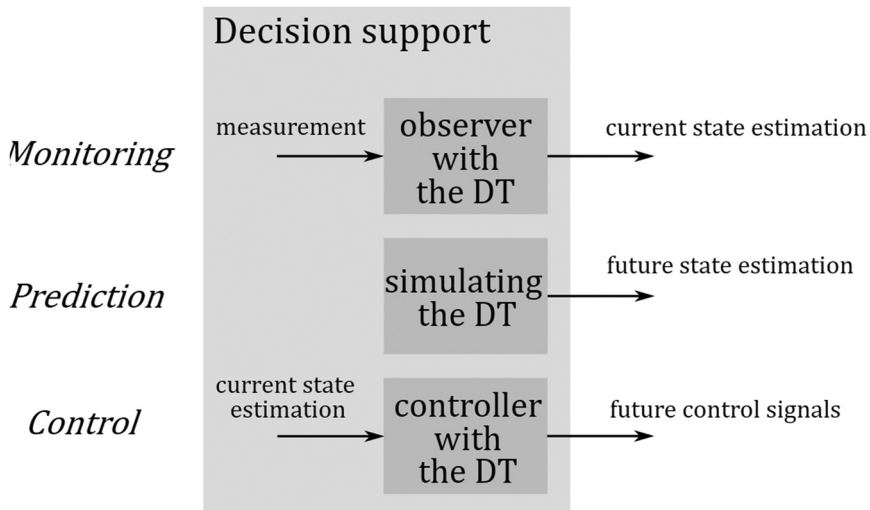 Decision support
Monitoring
measurement
observer
with
the DT
current state estimation
Prediction
simulating
the DT
future state estimation
Control
current state
estimation
controller
with
the DT
future control signals